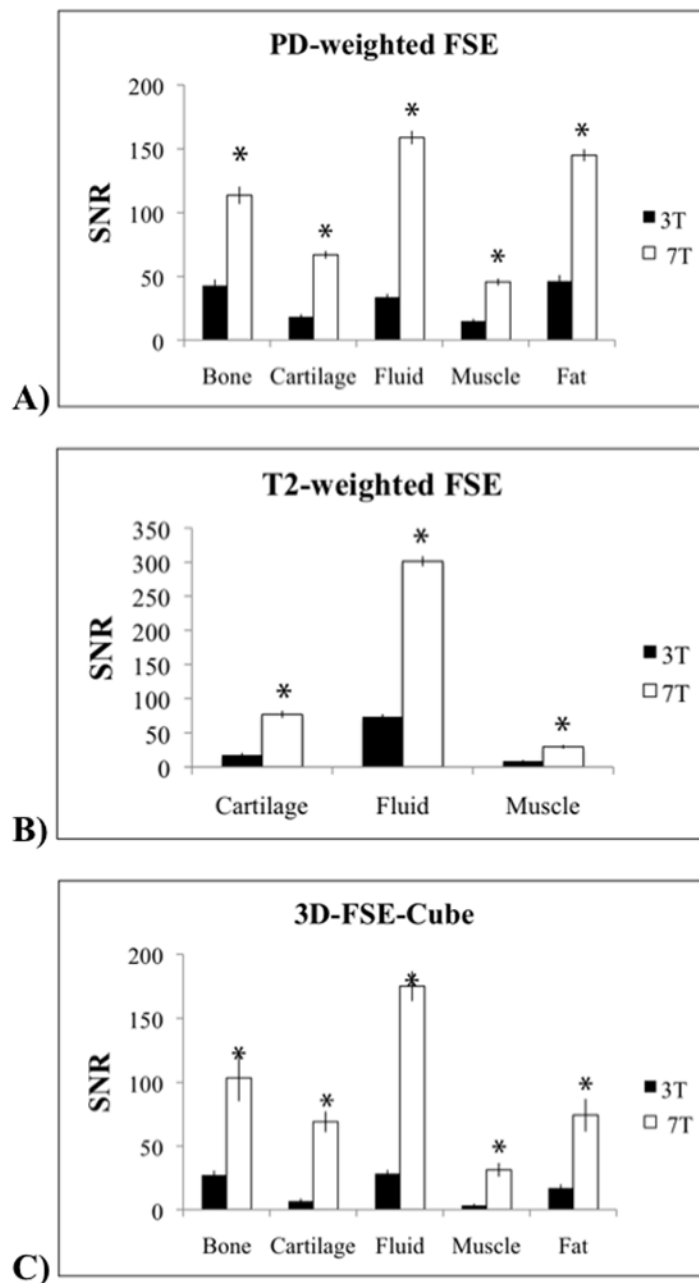 PD-weighted FSE
200
150
100
50
0
SNR
*
*
*
*
*
3T
7T
Bone Cartilage Fluid Muscle Fat
A)
T2-weighted FSE
350
300
250
200
150
100
50
0
SNR
*
*
*
3T
7T
Cartilage Fluid Muscle
B)
3D-FSE-Cube
200
150
100
50
0
SNR
*
*
*
*
*
3T
7T
Bone Cartilage Fluid Muscle Fat
C)